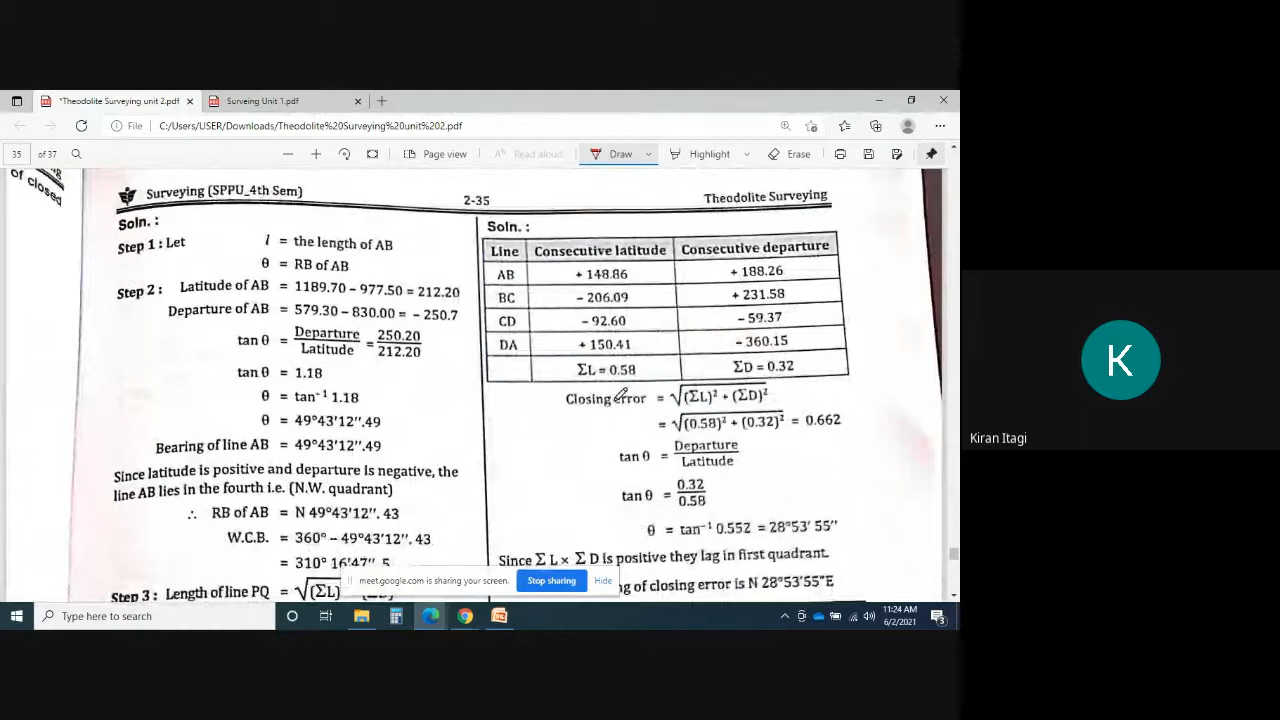 *Theodolite Surveying unit 2.pdf
Surveing Unit 1.pdf
File
C:/Users/USER/Downloads/Theodolite%20Surveying%20unit%202.pdf
35 of 37
Page view
Read aloud
Draw
Highlight
Erase
of closed
Surveying (SPPU_4th Sem)
2-35
Theodolite Surveying
Soln. :
Step 1 : Let l = the length of AB
θ = RB of AB
Step 2 : Latitude of AB = 1189.70 − 977.50 = 212.20
Departure of AB = 579.30 − 830.00 = − 250.7
tan θ = Departure / Latitude = 250.20 / 212.20
tan θ = 1.18
θ = tan⁻¹ 1.18
θ = 49°43'12".49
Bearing of line AB = 49°43'12".49
Since latitude is positive and departure is negative, the
line AB lies in the fourth i.e. (N.W. quadrant)
∴ RB of AB = N 49°43'12". 43
W.C.B. = 360° − 49°43'12". 43
= 310° 16'47". 5
Step 3 : Length of line PQ = √(ΣL)
Soln. :
Line Consecutive latitude Consecutive departure
AB + 148.86 + 188.26
BC − 206.09 + 231.58
CD − 92.60 − 59.37
DA + 150.41 − 360.15
ΣL = 0.58 ΣD = 0.32
Closing error = √(ΣL)² + (ΣD)²
= √(0.58)² + (0.32)² = 0.662
tan θ = Departure / Latitude
tan θ = 0.32 / 0.58
θ = tan⁻¹ 0.552 = 28°53' 55"
Since Σ L × Σ D is positive they lag in first quadrant.
ng of closing error is N 28°53'55"E
meet.google.com is sharing your screen.
Stop sharing
Hide
Type here to search
11:24 AM
6/2/2021
3
K
Kiran Itagi